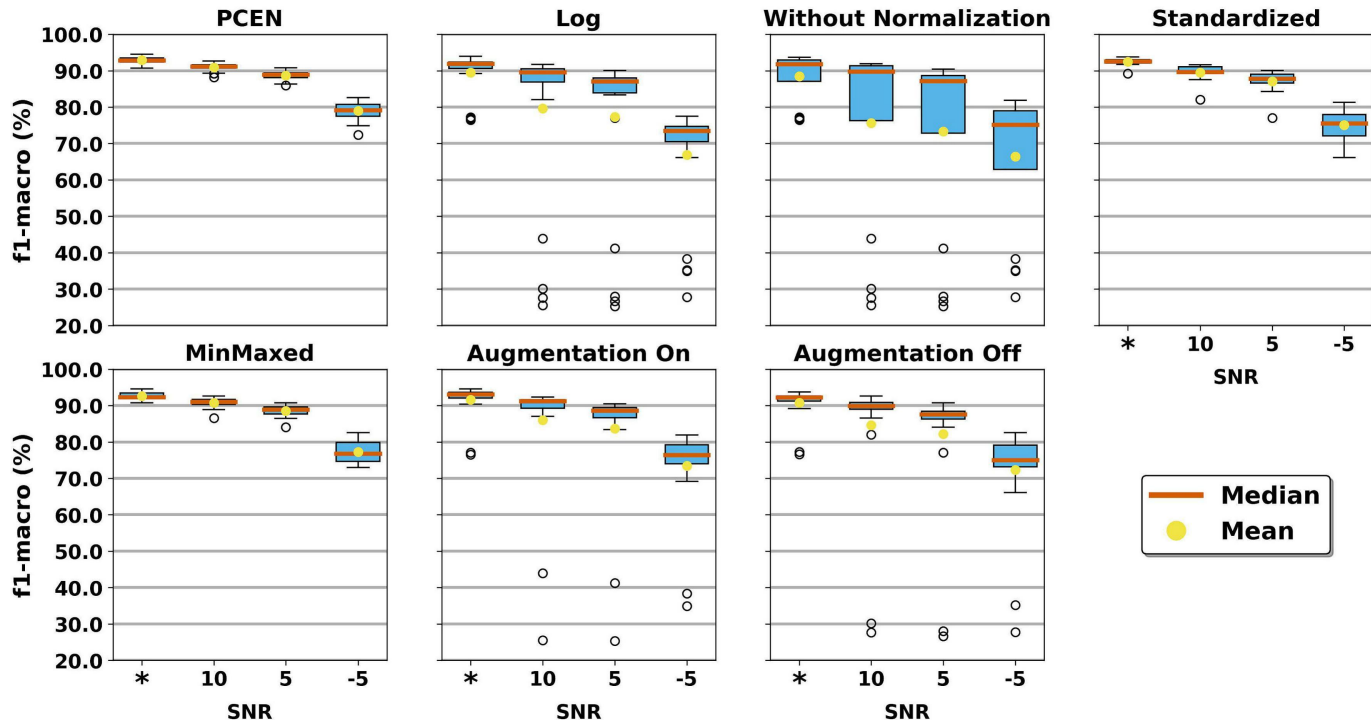 PCEN
Log
Without Normalization
Standardized
f1-macro (%)
100.0
90.0
80.0
70.0
60.0
50.0
40.0
30.0
20.0
* 10 5 -5
SNR
MinMaxed
Augmentation On
Augmentation Off
f1-macro (%)
100.0
90.0
80.0
70.0
60.0
50.0
40.0
30.0
20.0
* 10 5 -5
SNR
* 10 5 -5
SNR
* 10 5 -5
SNR
Median
Mean